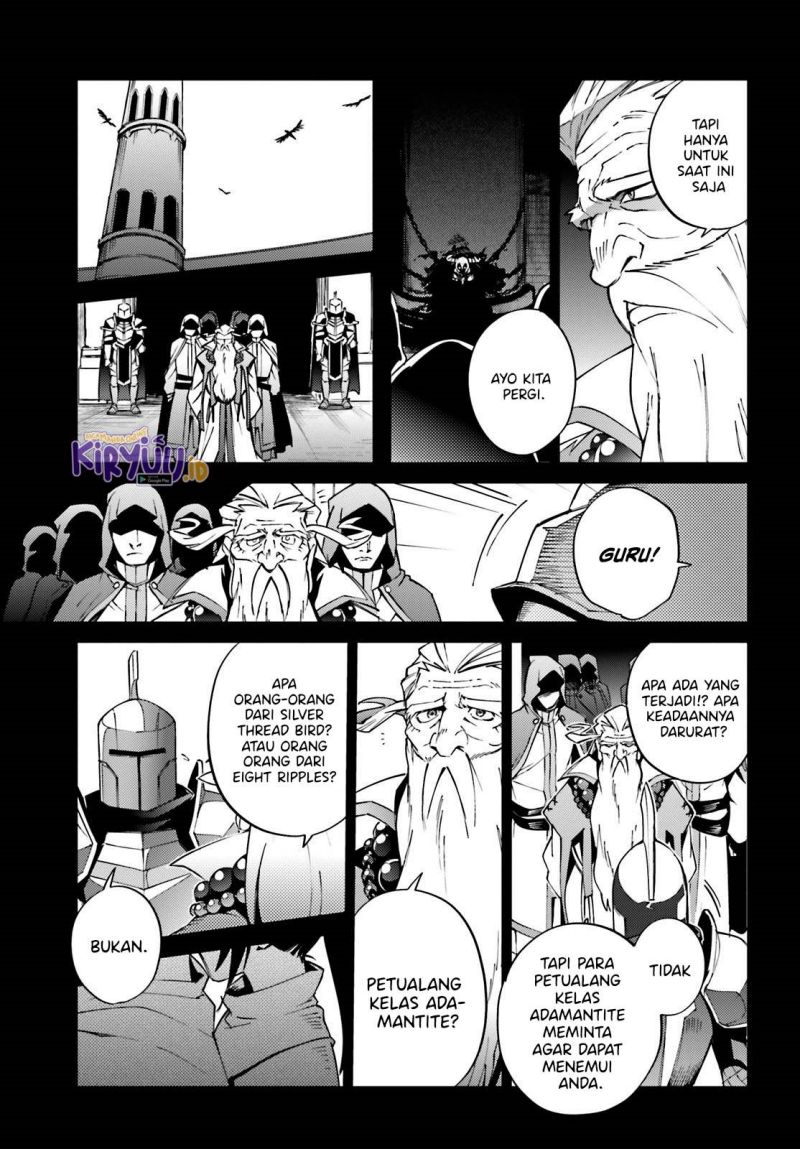 TAPI
HANYA
UNTUK
SAAT INI
SAJA
AYO KITA
PERGI.
KIRYUU.ID
GURU!
APA ADA YANG
TERJADI!? APA
KEADAANNYA
DARURAT?
TIDAK
TAPI PARA
PETUALANG
KELAS
ADAMANTITE
MEMINTA
AGAR DAPAT
MENEMUI
ANDA.
PETUALANG
KELAS ADA-
MANTITE?
APA
ORANG-ORANG
DARI SILVER
THREAD BIRD?
ATAU ORANG
ORANG DARI
EIGHT RIPPLES?
BUKAN.